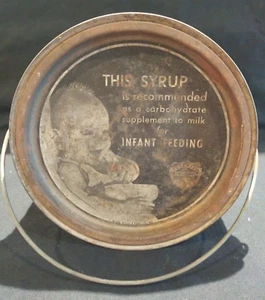 THIS SYRUP
is recommended
as a carbohydrate
supplement to milk
for
INFANT FEEDING